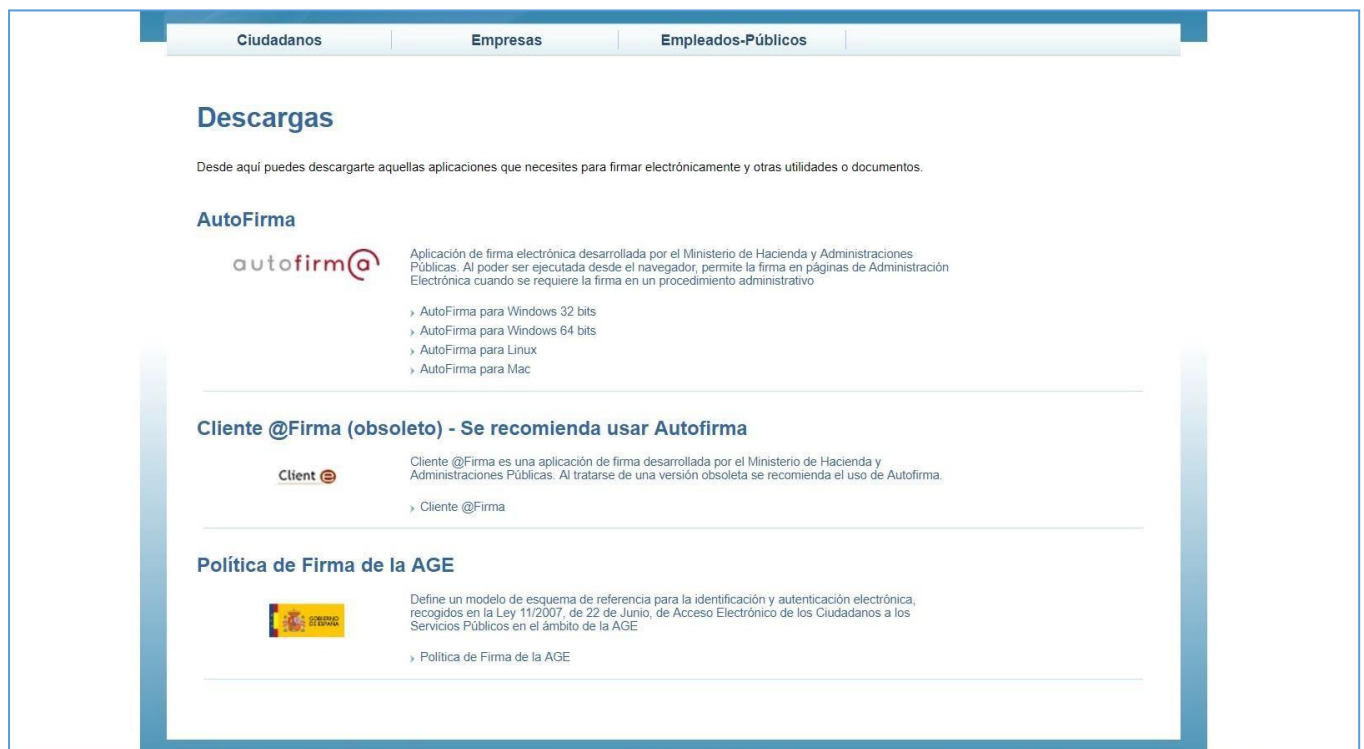 Ciudadanos Empresas Empleados-Públicos
Descargas
Desde aquí puedes descargarte aquellas aplicaciones que necesites para firmar electrónicamente y otras utilidades o documentos.
AutoFirma
autofirm@
Aplicación de firma electrónica desarrollada por el Ministerio de Hacienda y Administraciones
Públicas. Al poder ser ejecutada desde el navegador, permite la firma en páginas de Administración
Electrónica cuando se requiere la firma en un procedimiento administrativo
› AutoFirma para Windows 32 bits
› AutoFirma para Windows 64 bits
› AutoFirma para Linux
› AutoFirma para Mac
Cliente @Firma (obsoleto) - Se recomienda usar Autofirma
Client e
Cliente @Firma es una aplicación de firma desarrollada por el Ministerio de Hacienda y
Administraciones Públicas. Al tratarse de una versión obsoleta se recomienda el uso de Autofirma.
› Cliente @Firma
Política de Firma de la AGE
GOBIERNO
DE ESPAÑA
Define un modelo de esquema de referencia para la identificación y autenticación electrónica,
recogidos en la Ley 11/2007, de 22 de Junio, de Acceso Electrónico de los Ciudadanos a los
Servicios Públicos en el ámbito de la AGE
› Política de Firma de la AGE